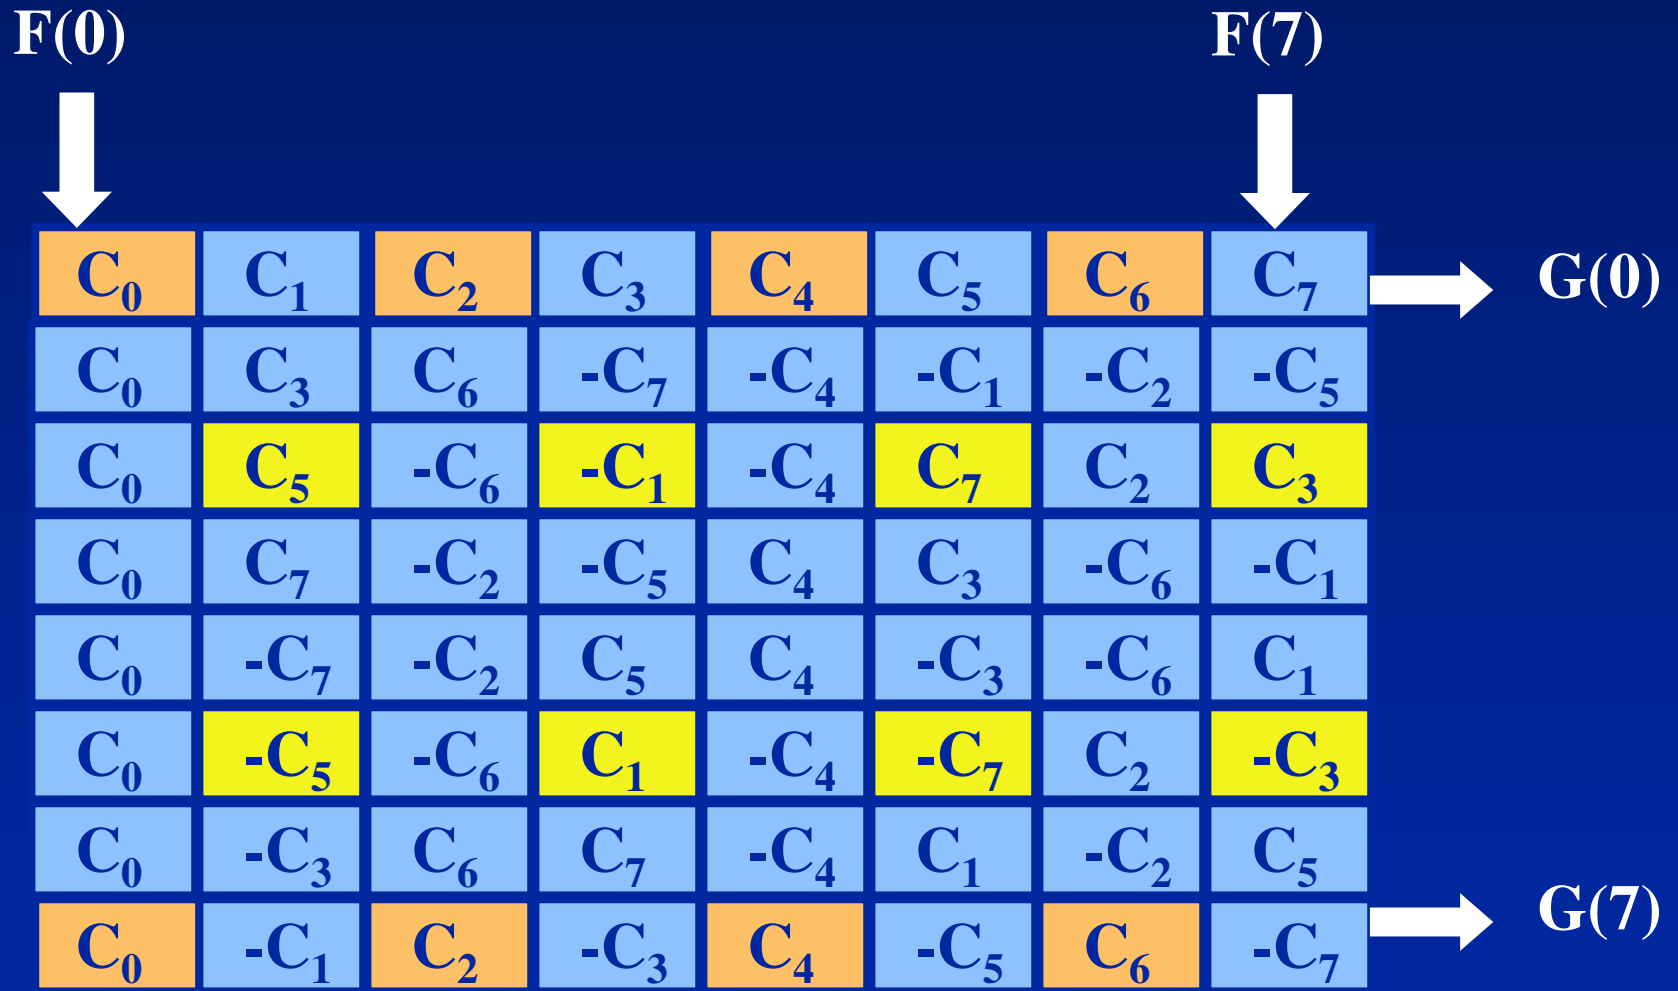 F(0) F(7)
C₀ C₁ C₂ C₃ C₄ C₅ C₆ C₇ G(0)
C₀ C₃ C₆ -C₇ -C₄ -C₁ -C₂ -C₅
C₀ C₅ -C₆ -C₁ -C₄ C₇ C₂ C₃
C₀ C₇ -C₂ -C₅ C₄ C₃ -C₆ -C₁
C₀ -C₇ -C₂ C₅ C₄ -C₃ -C₆ C₁
C₀ -C₅ -C₆ C₁ -C₄ -C₇ C₂ -C₃
C₀ -C₃ C₆ C₇ -C₄ C₁ -C₂ C₅
C₀ -C₁ C₂ -C₃ C₄ -C₅ C₆ -C₇ G(7)